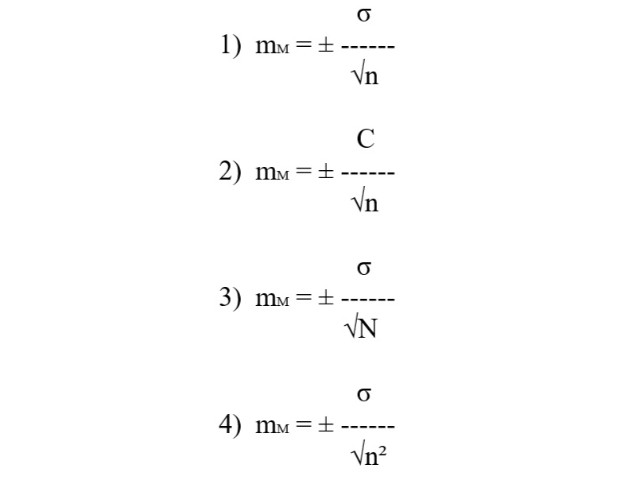 σ
1) mм = ± ------
√n
C
2) mм = ± ------
√n
σ
3) mм = ± ------
√N
σ
4) mм = ± ------
√n²